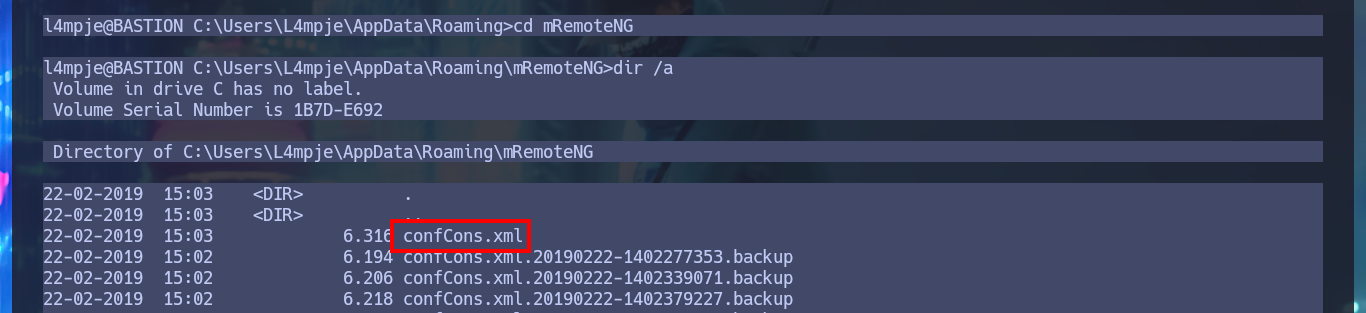 l4mpje@BASTION C:\Users\L4mpje\AppData\Roaming>cd mRemoteNG
l4mpje@BASTION C:\Users\L4mpje\AppData\Roaming\mRemoteNG>dir /a
 Volume in drive C has no label.
 Volume Serial Number is 1B7D-E692
 Directory of C:\Users\L4mpje\AppData\Roaming\mRemoteNG
22-02-2019  15:03    <DIR>          .
22-02-2019  15:03    <DIR>          ..
22-02-2019  15:03             6.316 confCons.xml
22-02-2019  15:02             6.194 confCons.xml.20190222-1402277353.backup
22-02-2019  15:02             6.206 confCons.xml.20190222-1402339071.backup
22-02-2019  15:02             6.218 confCons.xml.20190222-1402379227.backup